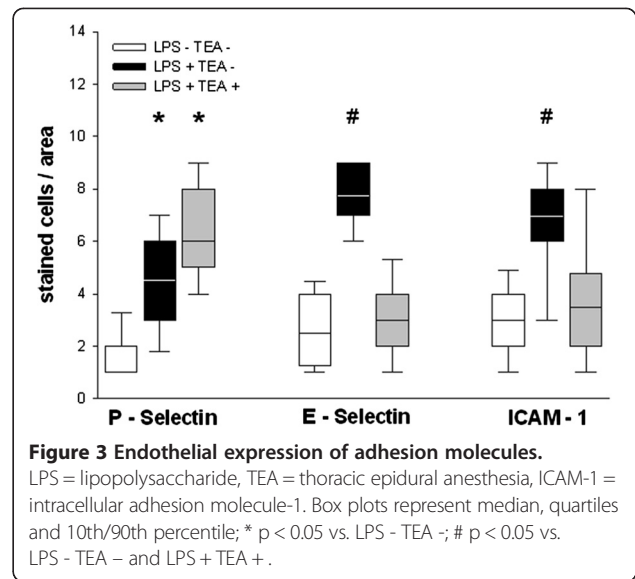 14
12
10
8
6
4
2
0
stained cells / area
LPS - TEA -
LPS + TEA -
LPS + TEA +
* * # #
P - Selectin E - Selectin ICAM - 1
Figure 3 Endothelial expression of adhesion molecules.
LPS = lipopolysaccharide, TEA = thoracic epidural anesthesia, ICAM-1 =
intracellular adhesion molecule-1. Box plots represent median, quartiles
and 10th/90th percentile; * p < 0.05 vs. LPS - TEA -; # p < 0.05 vs.
LPS - TEA – and LPS + TEA + .